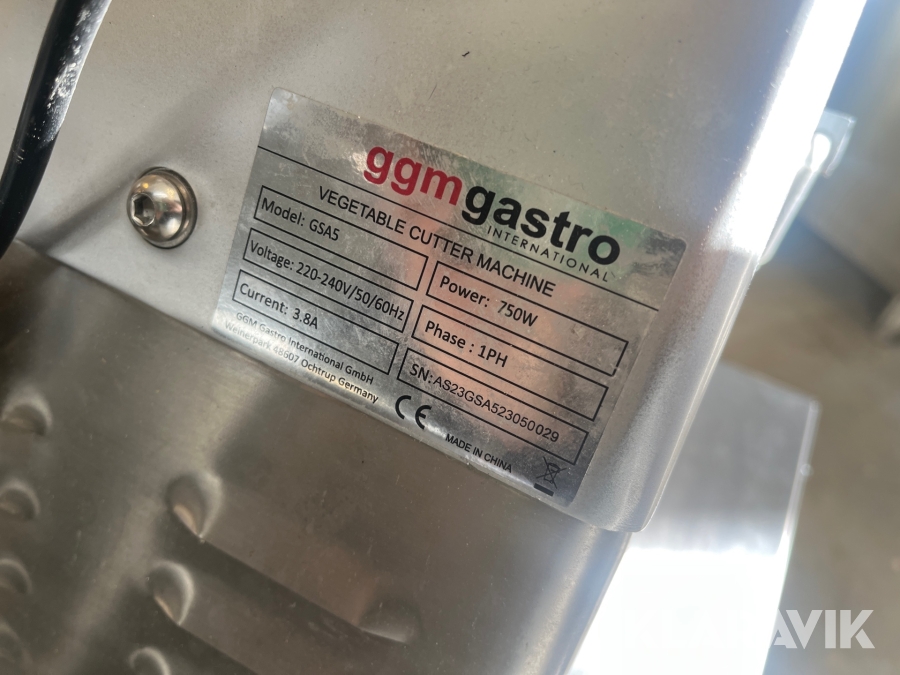 ggmgastro
INTERNATIONAL
VEGETABLE CUTTER MACHINE
Model: GSA5
Power: 750W
Voltage: 220-240V/50/60Hz
Phase : 1PH
Current: 3.8A
SN: AS23GSA523050029
GGM Gastro International GmbH
Weinerpark 48607 Ochtrup Germany
CE
MADE IN CHINA